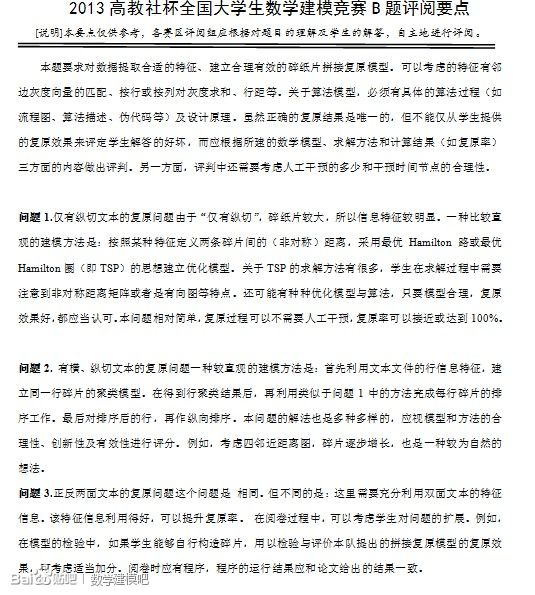 2013 高教社杯全国大学生数学建模竞赛 B 题评阅要点
[说明]本要点仅供参考，各赛区评阅组应根据对题目的理解及学生的解答，自主地进行评阅。
本题要求对数据提取合适的特征、建立合理有效的碎纸片拼接复原模型。可以考虑的特征有邻
边灰度向量的匹配、按行或按列对灰度求和、行距等。关于算法模型，必须有具体的算法过程（如
流程图、算法描述、伪代码等）及设计原理。虽然正确的复原结果是唯一的，但不能仅从学生提供
的复原效果来评定学生解答的好坏，而应根据所建的数学模型、求解方法和计算结果（如复原率）
三方面的内容做出评判。另一方面，评判中还需要考虑人工干预的多少和干预时间节点的合理性。
问题 1.仅有纵切文本的复原问题由于“仅有纵切”，碎纸片较大，所以信息特征较明显。一种比较直
观的建模方法是：按照某种特征定义两条碎片间的（非对称）距离，采用最优 Hamilton 路或最优
Hamilton 圈（即 TSP）的思想建立优化模型。关于 TSP 的求解方法有很多，学生在求解过程中需要
注意到非对称距离矩阵或者是有向图等特点。还可能有种种优化模型与算法，只要模型合理，复原
效果好，都应当认可。本问题相对简单，复原过程可以不需要人工干预，复原率可以接近或达到 100%。
问题 2. 有横、纵切文本的复原问题一种较直观的建模方法是：首先利用文本文件的行信息特征，建
立同一行碎片的聚类模型。在得到行聚类结果后，再利用类似于问题 1 中的方法完成每行碎片的排
序工作。最后对排序后的行，再作纵向排序。本问题的解法也是多种多样的，应视模型和方法的合
理性、创新性及有效性进行评分。例如，考虑四邻近距离图，碎片逐步增长，也是一种较为自然的
想法。
问题 3.正反两面文本的复原问题这个问题是 相同。但不同的是：这里需要充分利用双面文本的特征
信息。该特征信息利用得好，可以提升复原率。 在阅卷过程中，可以考虑学生对问题的扩展。例如，
在模型的检验中，如果学生能够自行构造碎片，用以检验与评价本队提出的拼接复原模型的复原效
果，可考虑适当加分。阅卷时应有程序，程序的运行结果应和论文给出的结果一致。
Baidu贴吧 | 数学建模吧